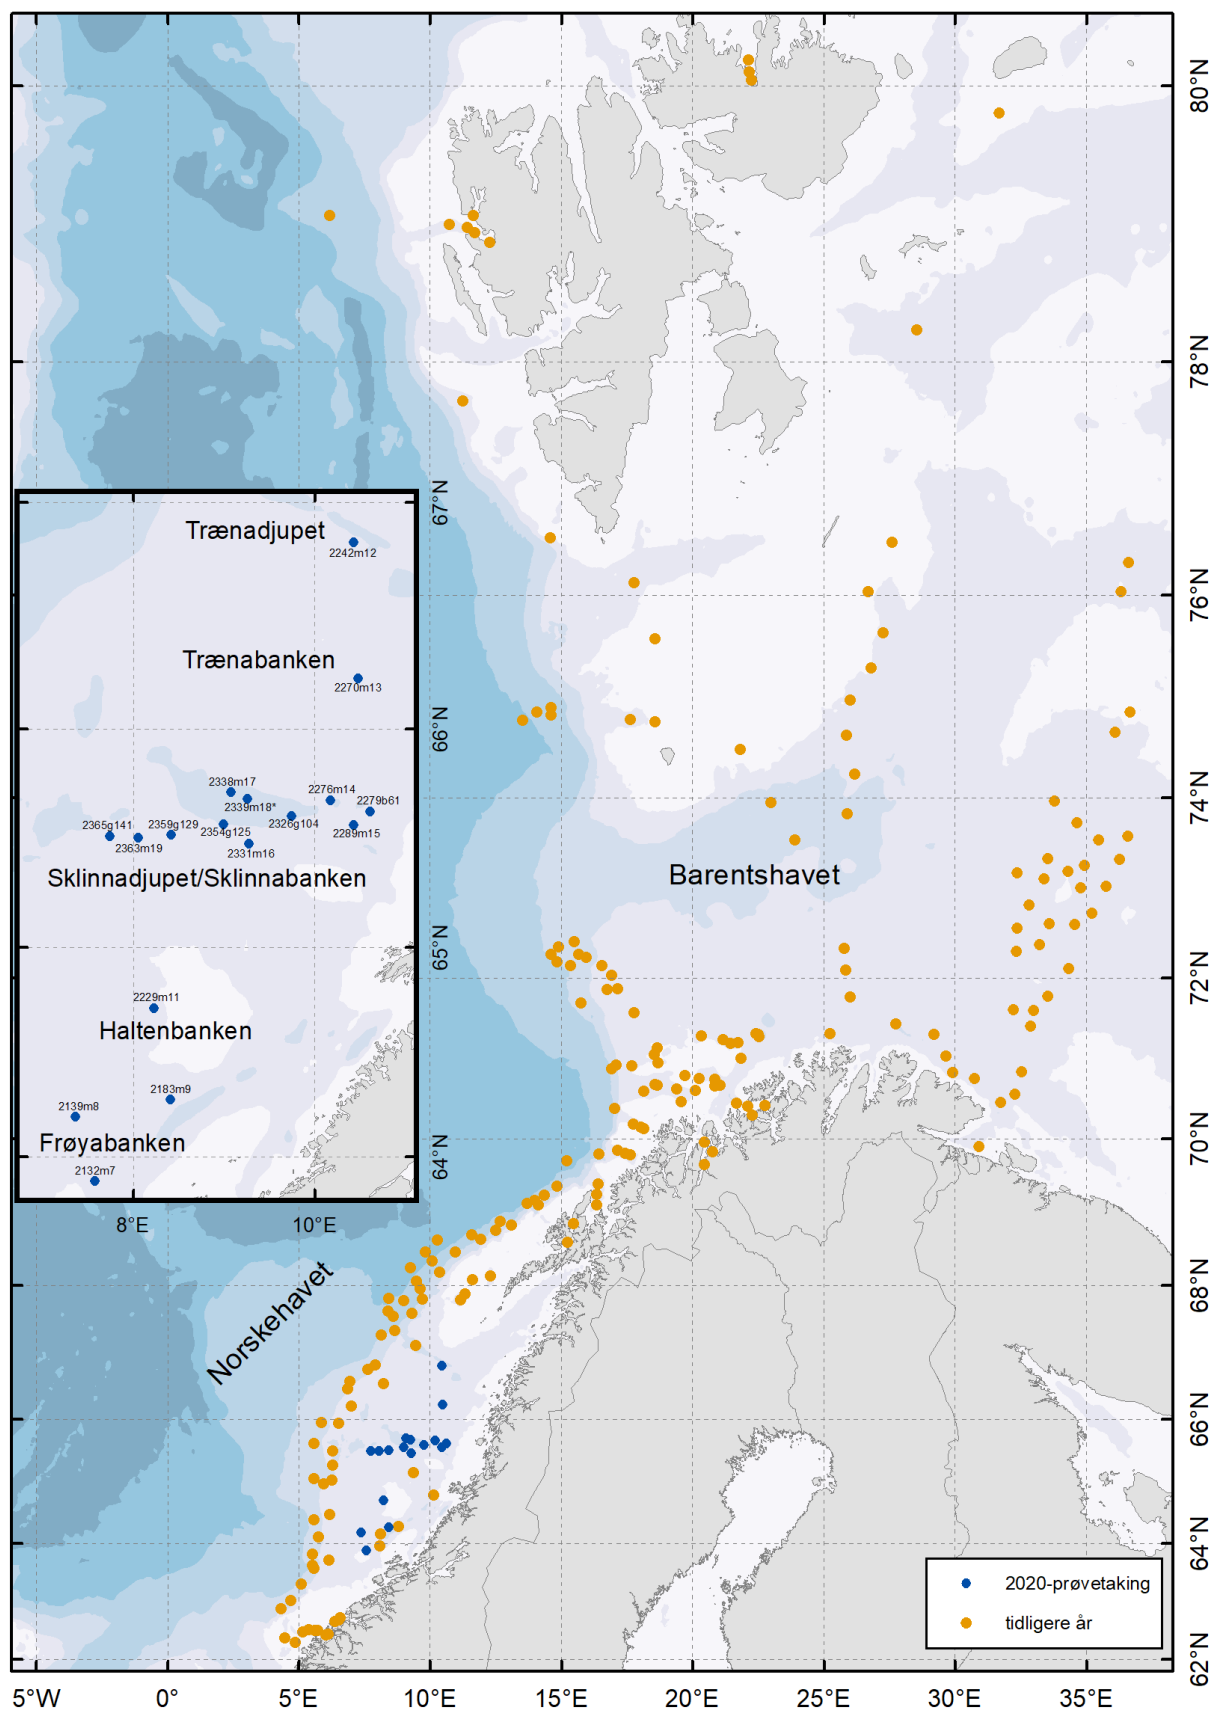 80°N
78°N
67°N
Trænadjupet
2242m12
76°N
Trænabanken
2270m13
66°N
2338m17
2276m14
2339m18*
2279b61
74°N
2365g141
2359g129
2354g125
2326g104
2289m15
2363m19
2331m16
Sklinnadjupet/Sklinnabanken
Barentshavet
65°N
72°N
2229m11
Haltenbanken
2183m9
2139m8
Frøyabanken
70°N
64°N
2132m7
8°E
10°E
Norskehavet
68°N
66°N
64°N
2020-prøvetaking
tidligere år
62°N
5°W
0°
5°E
10°E
15°E
20°E
25°E
30°E
35°E